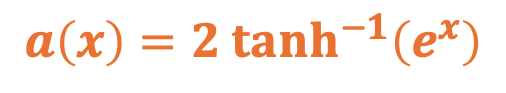 a(x) = 2 tanh⁻¹(eˣ)